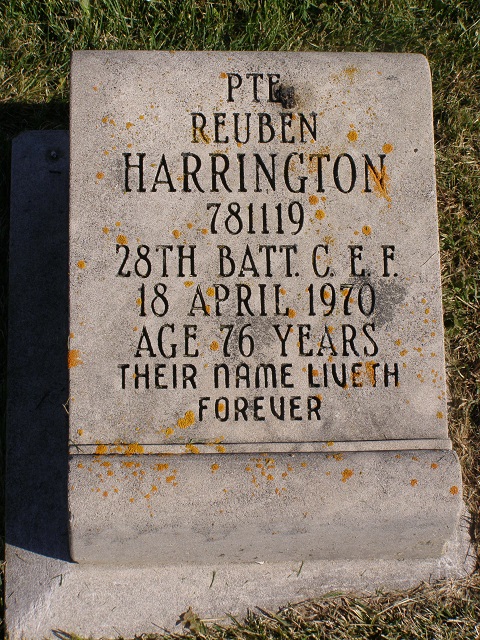 PTE
REUBEN
HARRINGTON
781119
28TH BATT. C. E. F.
18 APRIL 1970
AGE 76 YEARS
THEIR NAME LIVETH
FOREVER